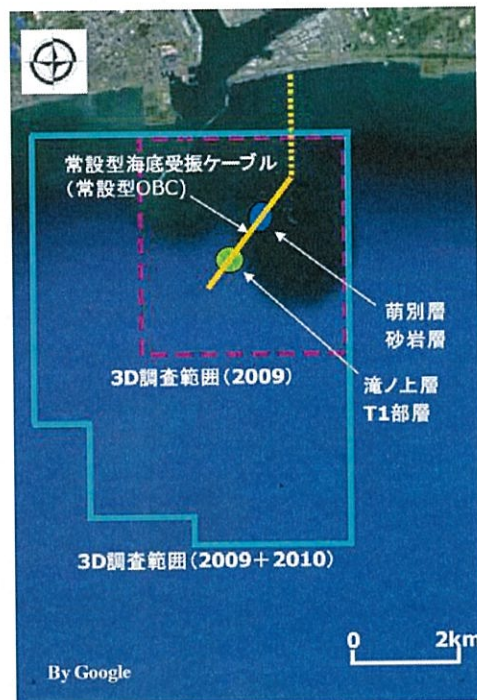 常設型海底受振ケーブル
(常設型OBC)
萌別層
砂岩層
3D調査範囲(2009)
滝ノ上層
T1部層
3D調査範囲(2009+2010)
0 2km
By Google